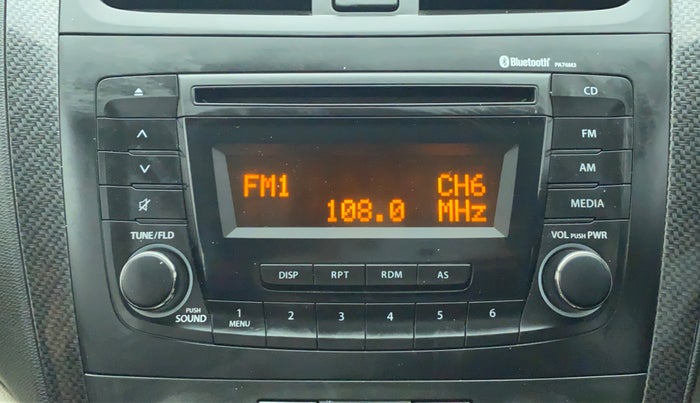 Bluetooth PA76M3
CD
FM
AM
MEDIA
FM1 CH6
108.0 MHz
TUNE/FLD
VOL PUSH PWR
DISP RPT RDM AS
PUSH
SOUND
1 2 3 4 5 6
MENU